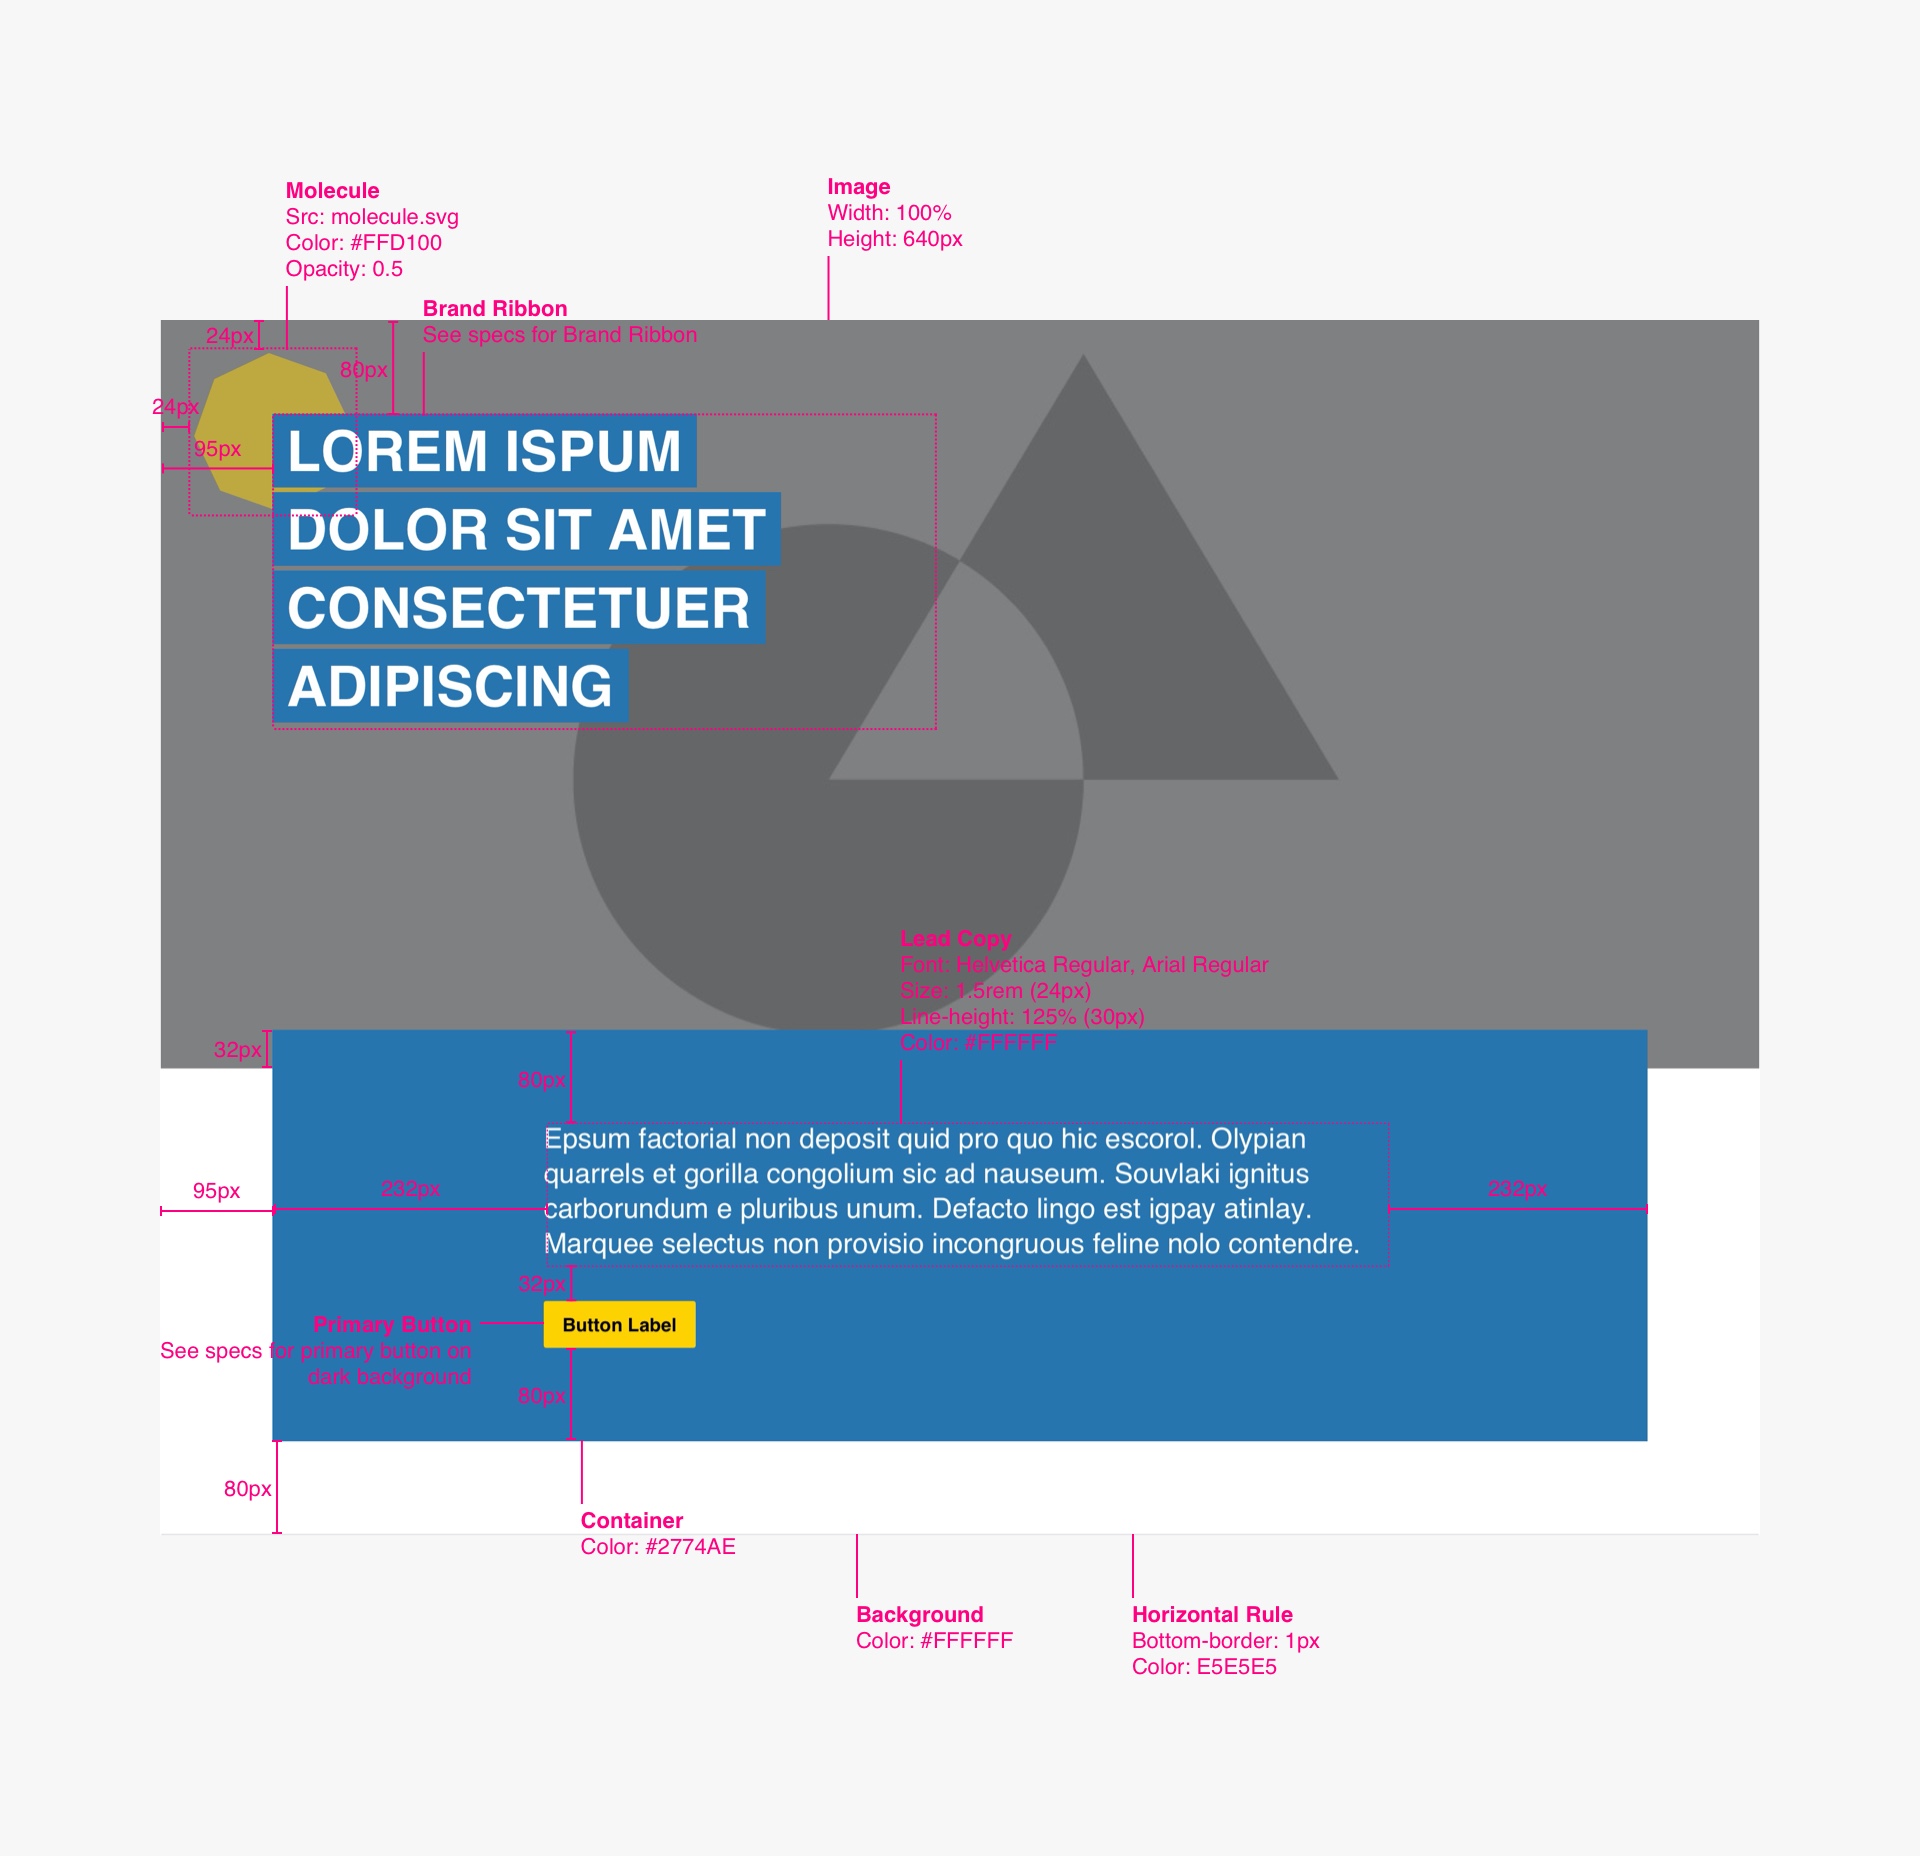 Molecule
Src: molecule.svg
Color: #FFD100
Opacity: 0.5
Image
Width: 100%
Height: 640px
Brand Ribbon
See specs for Brand Ribbon
24px
80px
24px
95px
LOREM ISPUM
DOLOR SIT AMET
CONSECTETUER
ADIPISCING
Lead Copy
Font: Helvetica Regular, Arial Regular
Size: 1.5rem (24px)
Line-height: 125% (30px)
Color: #FFFFFF
32px
80px
Epsum factorial non deposit quid pro quo hic escorol. Olypian
quarrels et gorilla congolium sic ad nauseum. Souvlaki ignitus
carborundum e pluribus unum. Defacto lingo est igpay atinlay.
Marquee selectus non provisio incongruous feline nolo contendre.
95px
232px
232px
32px
Primary Button
See specs for primary button on
dark background
Button Label
80px
80px
Container
Color: #2774AE
Background
Color: #FFFFFF
Horizontal Rule
Bottom-border: 1px
Color: E5E5E5